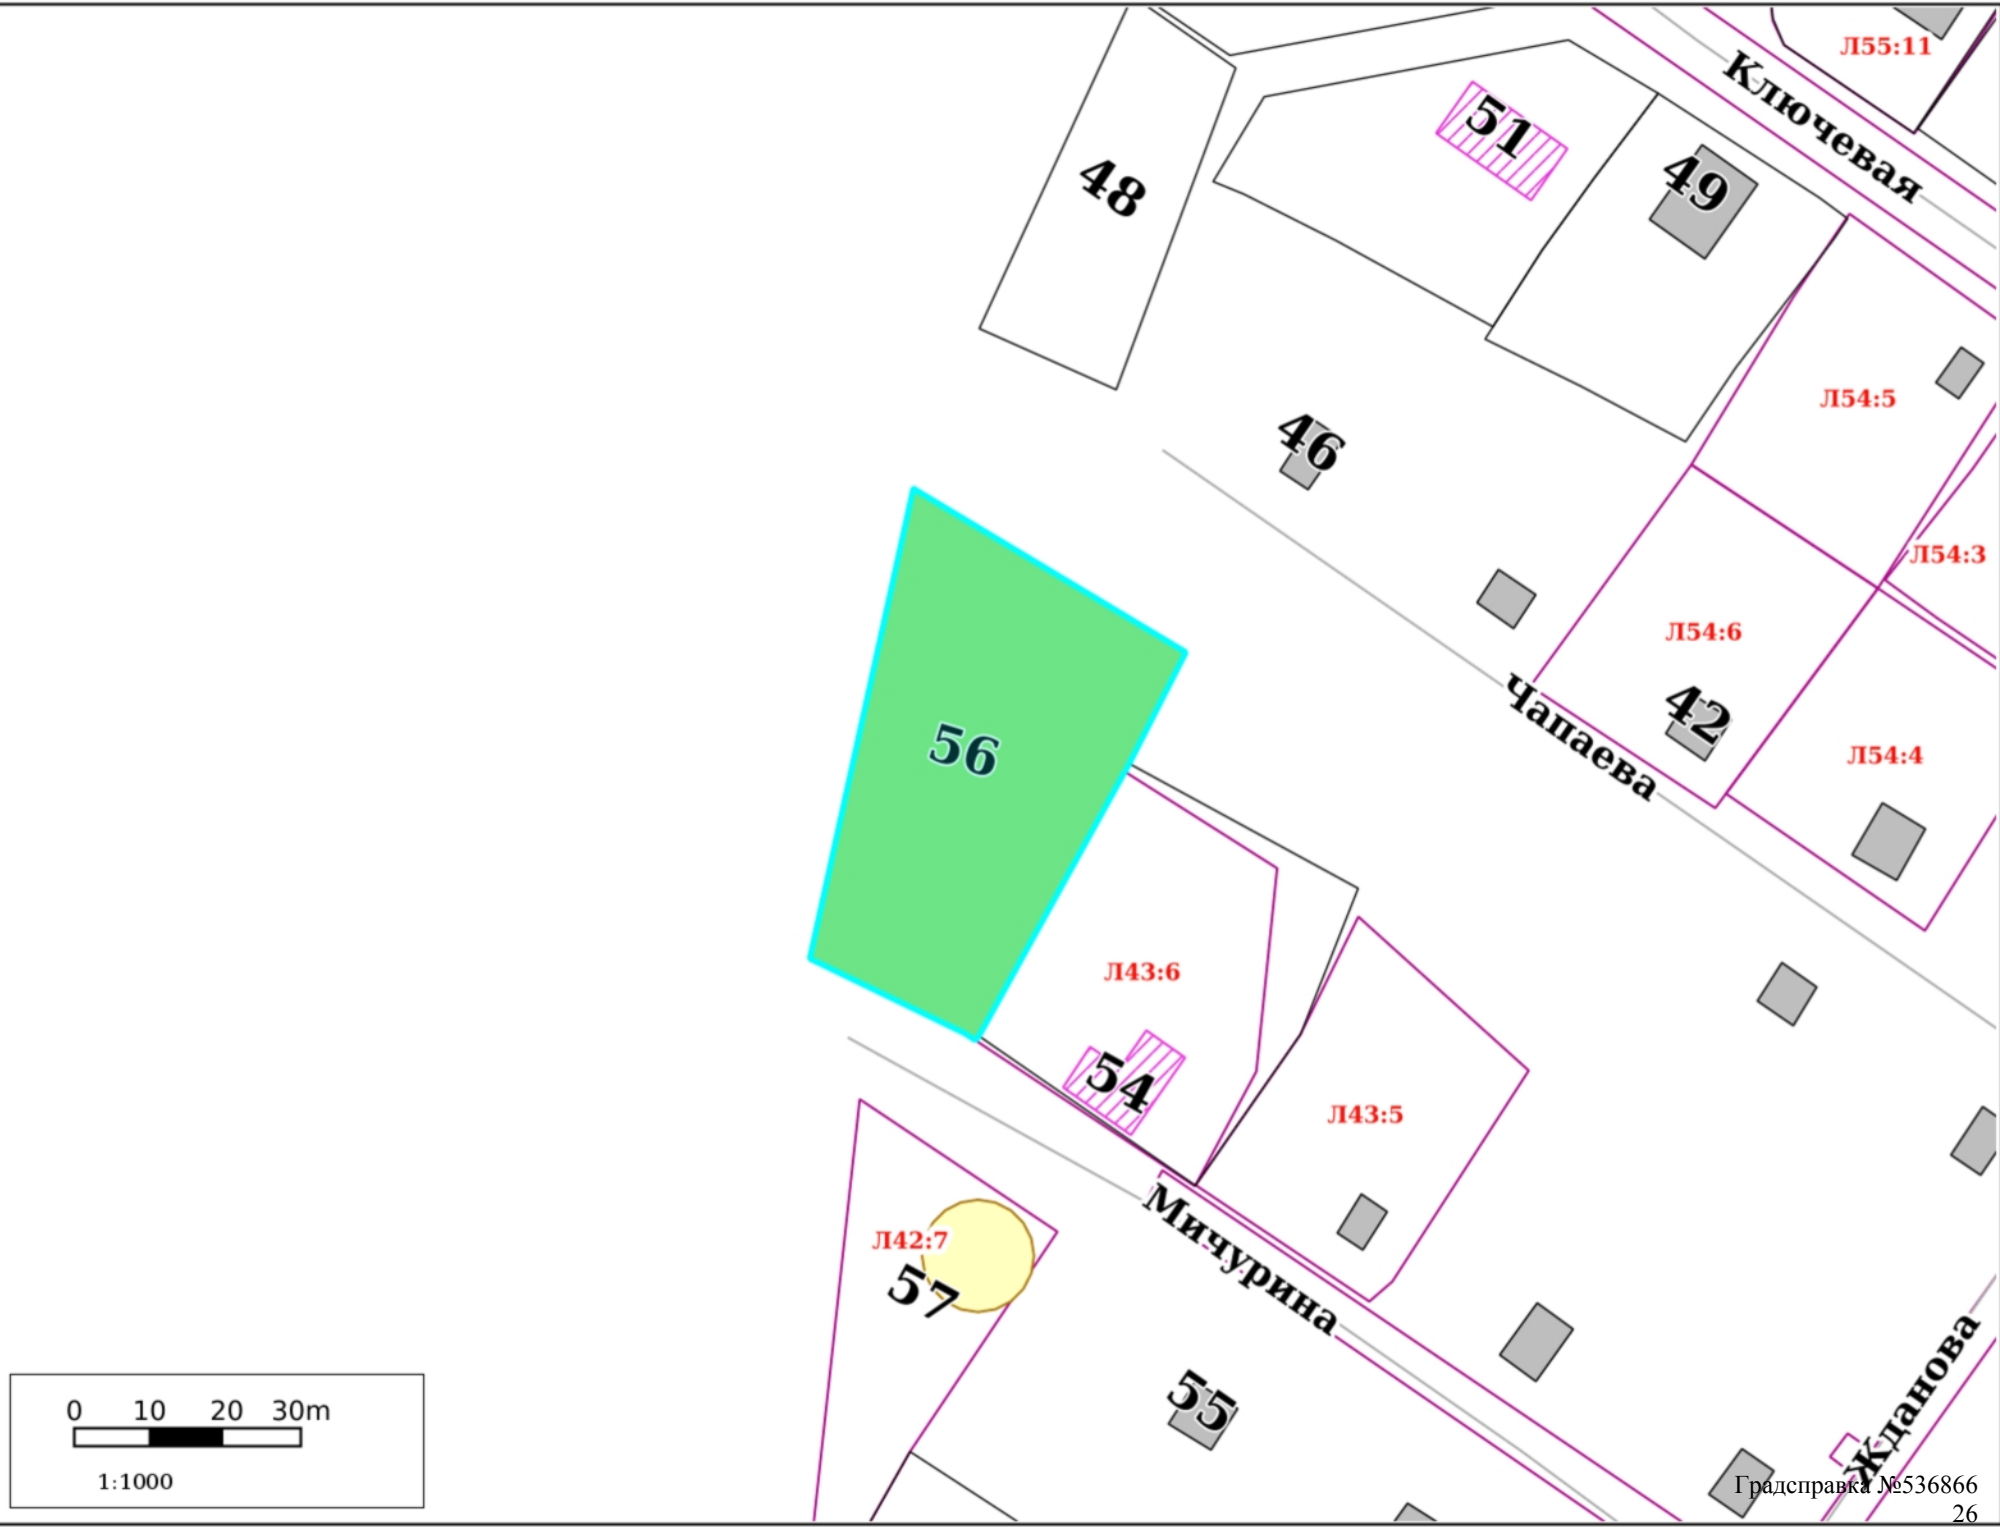 Л55:11
Ключевая
51
48
49
Л54:5
46
Л54:3
Л54:6
Чапаева
42
56
Л54:4
Л43:6
54
Л43:5
Мичурина
Л42:7
57
55
Жданова
0 10 20 30m
1:1000
Градсправка №536866
26